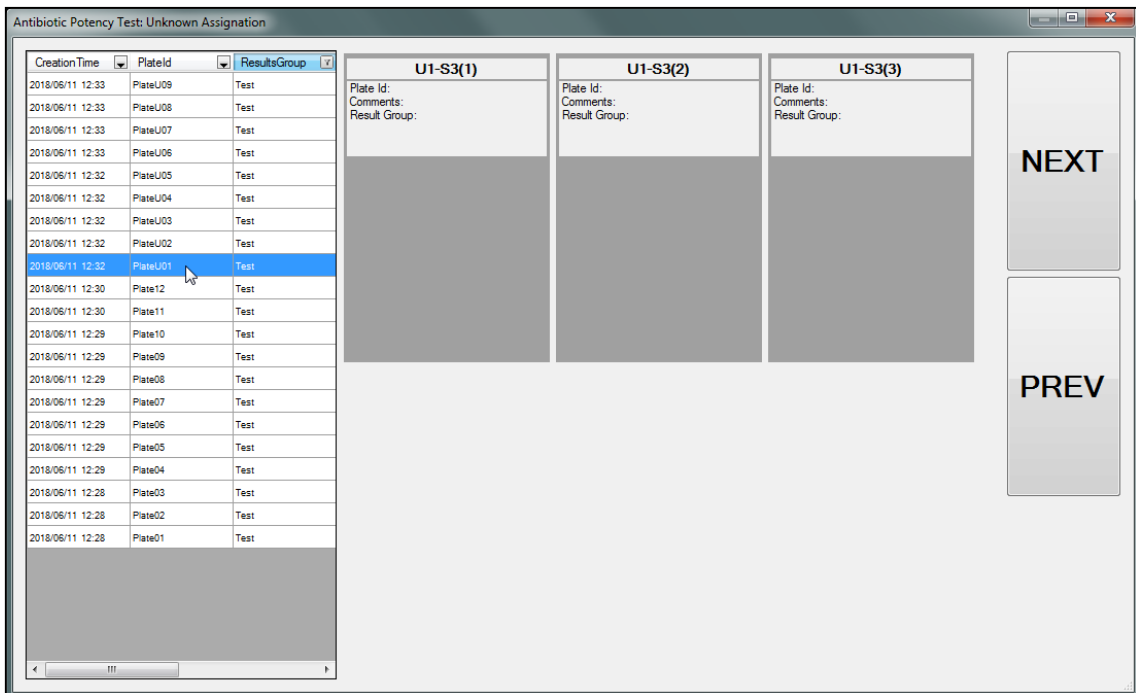 Antibiotic Potency Test: Unknown Assignation
CreationTime PlateId ResultsGroup
2018/06/11 12:33 PlateU09 Test
2018/06/11 12:33 PlateU08 Test
2018/06/11 12:33 PlateU07 Test
2018/06/11 12:33 PlateU06 Test
2018/06/11 12:32 PlateU05 Test
2018/06/11 12:32 PlateU04 Test
2018/06/11 12:32 PlateU03 Test
2018/06/11 12:32 PlateU02 Test
2018/06/11 12:32 PlateU01 Test
2018/06/11 12:30 Plate12 Test
2018/06/11 12:30 Plate11 Test
2018/06/11 12:29 Plate10 Test
2018/06/11 12:29 Plate09 Test
2018/06/11 12:29 Plate08 Test
2018/06/11 12:29 Plate07 Test
2018/06/11 12:29 Plate06 Test
2018/06/11 12:29 Plate05 Test
2018/06/11 12:29 Plate04 Test
2018/06/11 12:28 Plate03 Test
2018/06/11 12:28 Plate02 Test
2018/06/11 12:28 Plate01 Test
U1-S3(1)
Plate Id:
Comments:
Result Group:
U1-S3(2)
Plate Id:
Comments:
Result Group:
U1-S3(3)
Plate Id:
Comments:
Result Group:
NEXT
PREV